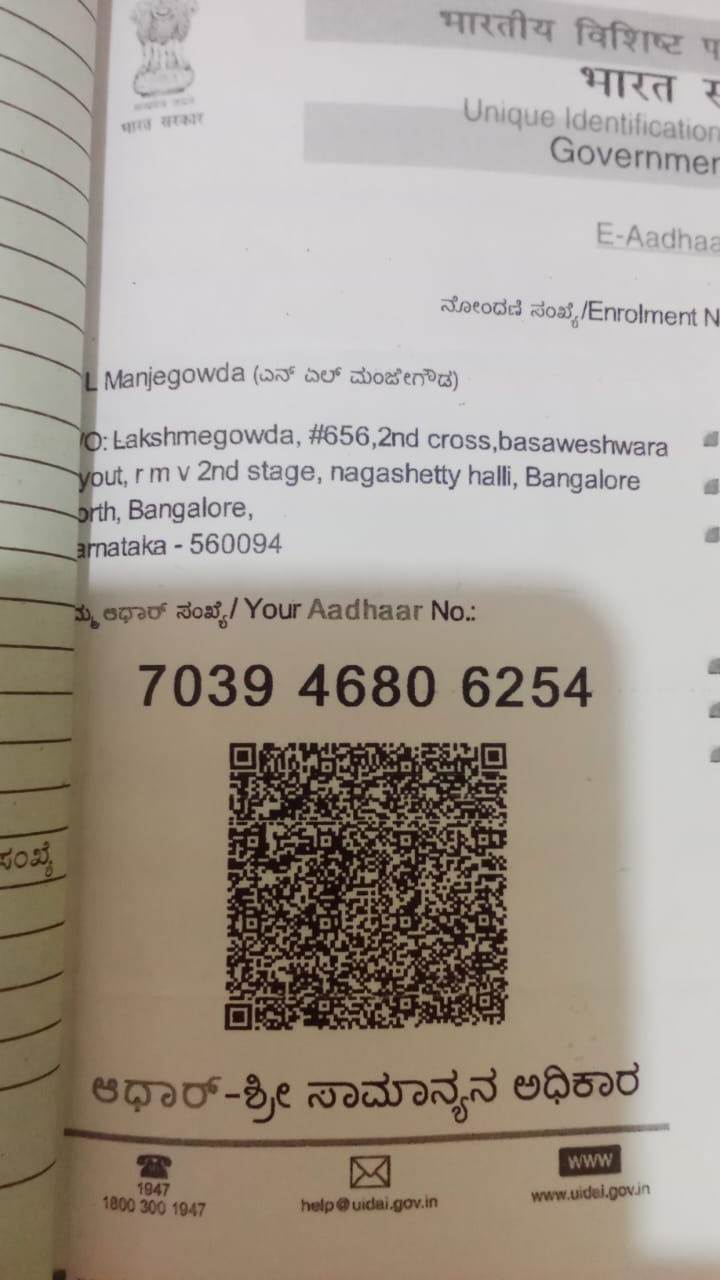 भारत सरकार
भारतीय विशिष्ट
भारत
Unique Identification
E-Aadhaa
ನೋಂದಣಿ ಸಂಖ್ಯೆ/Enrolment N
L Manjegowda (ಎನ್ ಎಲ್ ಮಂಜೇಗೌಡ)
/O: Lakshmegowda, #656,2nd cross,basaweshwara
yout, r m v 2nd stage, nagashetty halli, Bangalore
orth, Bangalore,
arnataka - 560094
ಆಧಾರ್ ಸಂಖ್ಯೆ/ Your Aadhaar No.:
7039 4680 6254
ಸಂಖ್ಯೆ
ಆಧಾರ್-ಶ್ರೀ ಸಾಮಾನ್ಯನ ಅಧಿಕಾರ
1947
1800 300 1947
help@uidai.gov.in
www
www.uidai.gov.in